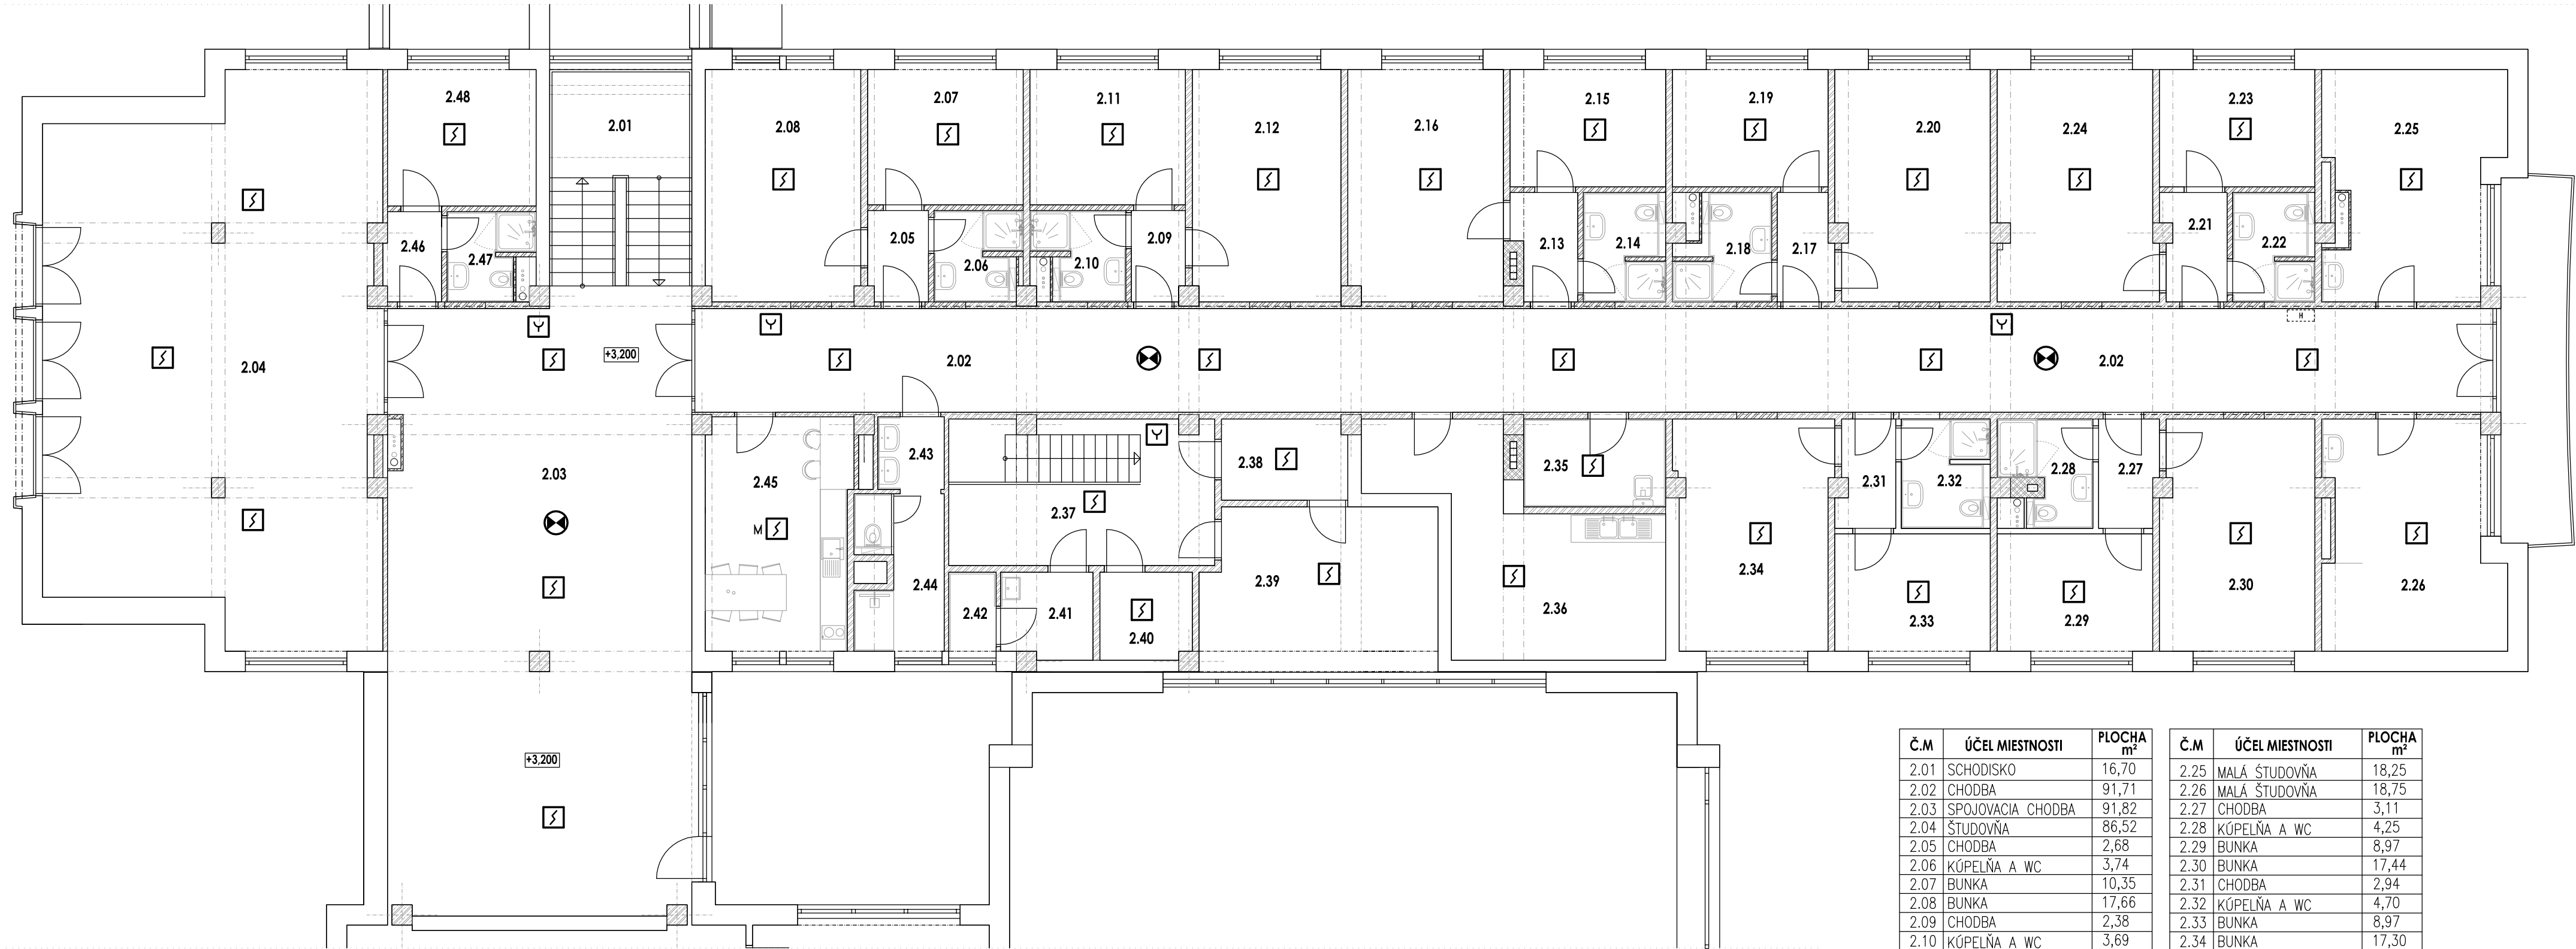 2.48
2.01
2.08
2.07
2.11
2.12
2.16
2.15
2.19
2.20
2.24
2.23
2.25
2.46
2.47
2.05
2.06
2.10
2.09
2.13
2.14
2.18
2.17
2.21
2.22
H
+3,200
2.04
2.02
2.02
2.03
2.45
M
2.43
2.44
2.37
2.38
2.39
2.42
2.41
2.40
2.35
2.36
2.34
2.31
2.32
2.33
2.28
2.27
2.29
2.30
2.26
+3,200
Č.M ÚČEL MIESTNOSTI PLOCHA m²
2.01 SCHODISKO 16,70
2.02 CHODBA 91,71
2.03 SPOJOVACIA CHODBA 91,82
2.04 ŠTUDOVŇA 86,52
2.05 CHODBA 2,68
2.06 KÚPELŇA A WC 3,74
2.07 BUNKA 10,35
2.08 BUNKA 17,66
2.09 CHODBA 2,38
2.10 KÚPELŇA A WC 3,69
Č.M ÚČEL MIESTNOSTI PLOCHA m²
2.25 MALÁ ŠTUDOVŇA 18,25
2.26 MALÁ ŠTUDOVŇA 18,75
2.27 CHODBA 3,11
2.28 KÚPELŇA A WC 4,25
2.29 BUNKA 8,97
2.30 BUNKA 17,44
2.31 CHODBA 2,94
2.32 KÚPELŇA A WC 4,70
2.33 BUNKA 8,97
2.34 BUNKA 17,30